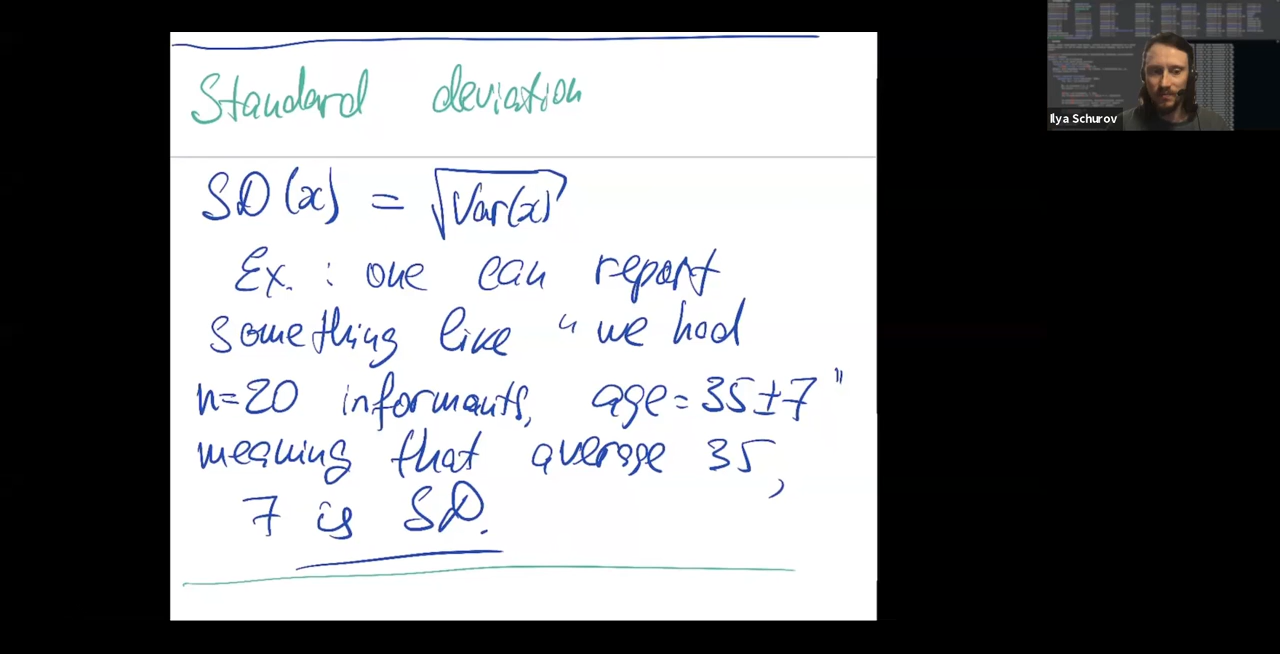 Standard deviation
SD(x) = √Var(x)
Ex. : one can report
something like "we had
n=20 informants, age=35±7"
meaning that average 35,
7 is SD.
Ilya Schurov